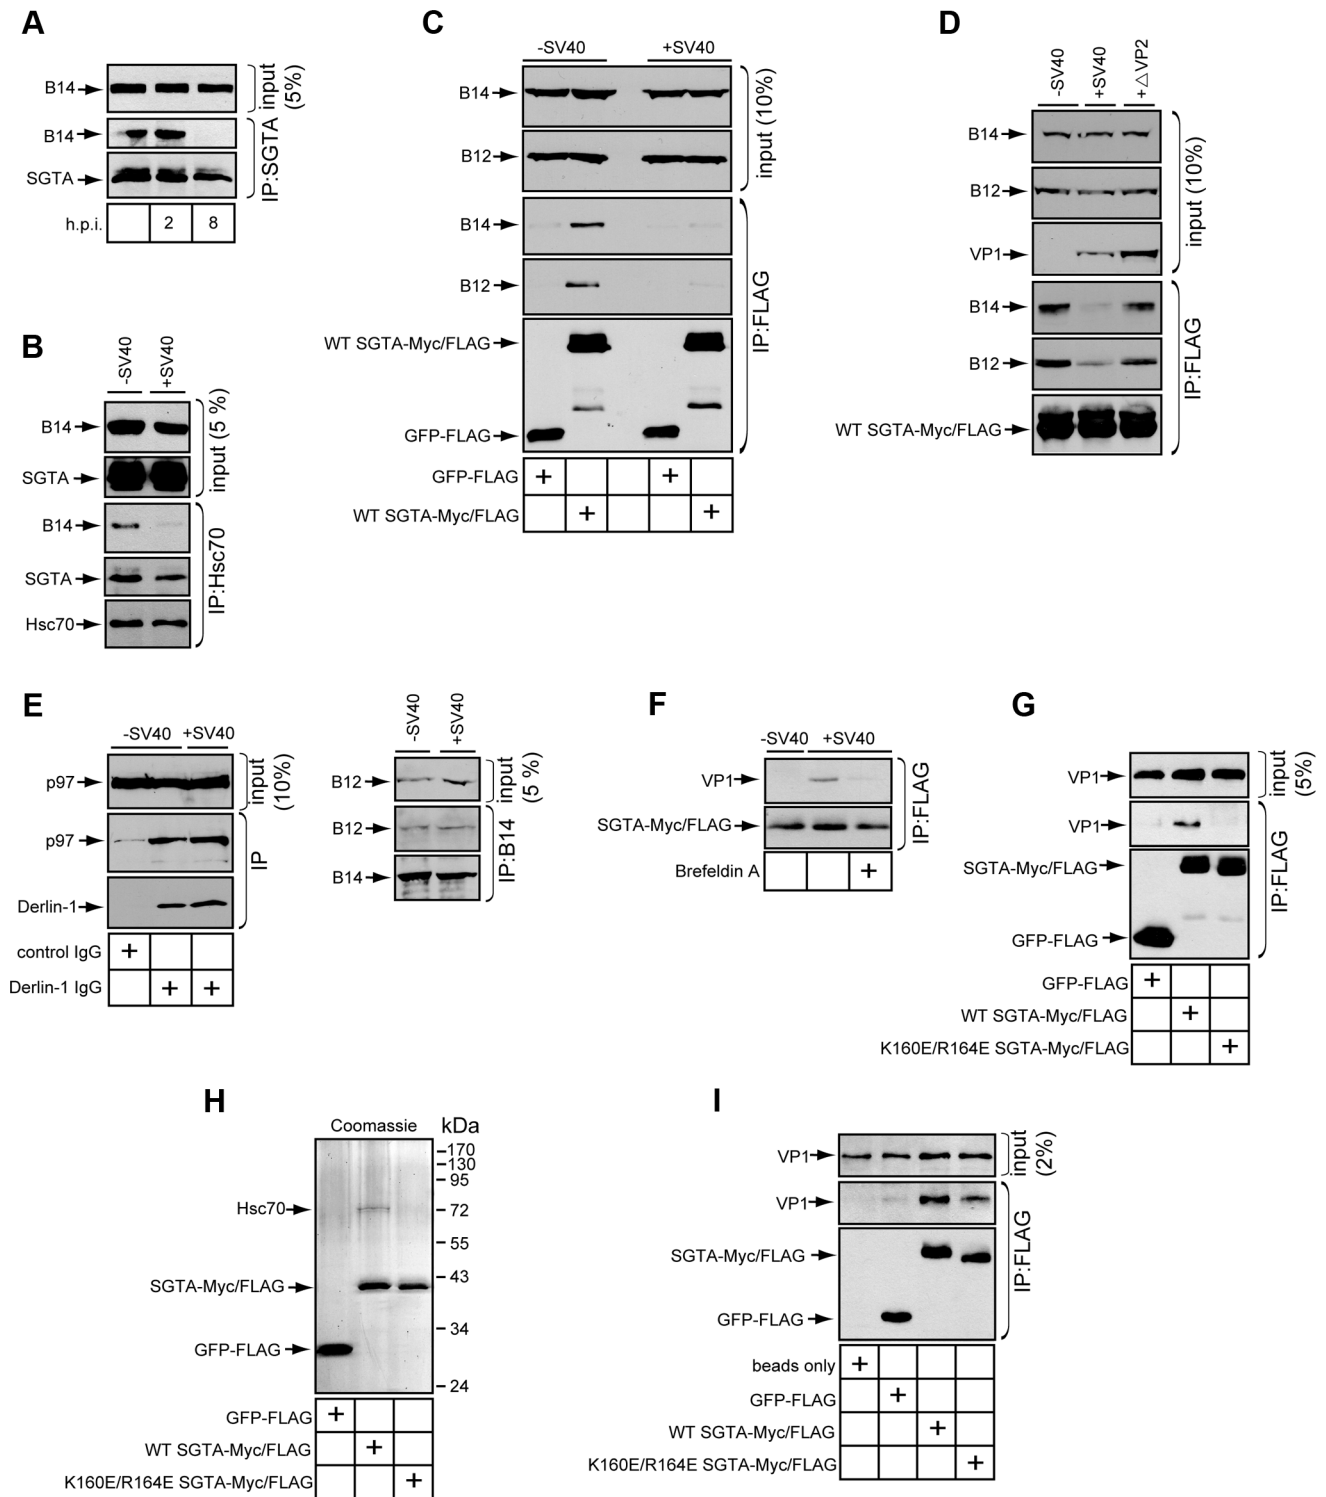 A
B14
B14
SGTA
input (5%)
IP:SGTA
h.p.i.
2
8
B
-SV40
+SV40
B14
SGTA
B14
SGTA
Hsc70
input (5 %)
IP:Hsc70
C
-SV40
+SV40
B14
B12
B14
B12
WT SGTA-Myc/FLAG
GFP-FLAG
input (10%)
IP:FLAG
GFP-FLAG
+
+
WT SGTA-Myc/FLAG
+
+
D
-SV40
+SV40
+△VP2
B14
B12
VP1
B14
B12
WT SGTA-Myc/FLAG
input (10%)
IP:FLAG
E
-SV40
+SV40
p97
p97
Derlin-1
input (10%)
IP
control IgG
+
Derlin-1 IgG
+
+
-SV40
+SV40
B12
B12
B14
input (5 %)
IP:B14
F
-SV40
+SV40
VP1
SGTA-Myc/FLAG
IP:FLAG
Brefeldin A
+
G
VP1
VP1
SGTA-Myc/FLAG
GFP-FLAG
input (5%)
IP:FLAG
GFP-FLAG
+
WT SGTA-Myc/FLAG
+
K160E/R164E SGTA-Myc/FLAG
+
H
Coomassie
kDa
Hsc70
SGTA-Myc/FLAG
GFP-FLAG
170
130
95
72
55
43
34
24
GFP-FLAG
+
WT SGTA-Myc/FLAG
+
K160E/R164E SGTA-Myc/FLAG
+
I
VP1
VP1
SGTA-Myc/FLAG
GFP-FLAG
input (2%)
IP:FLAG
beads only
+
GFP-FLAG
+
WT SGTA-Myc/FLAG
+
K160E/R164E SGTA-Myc/FLAG
+